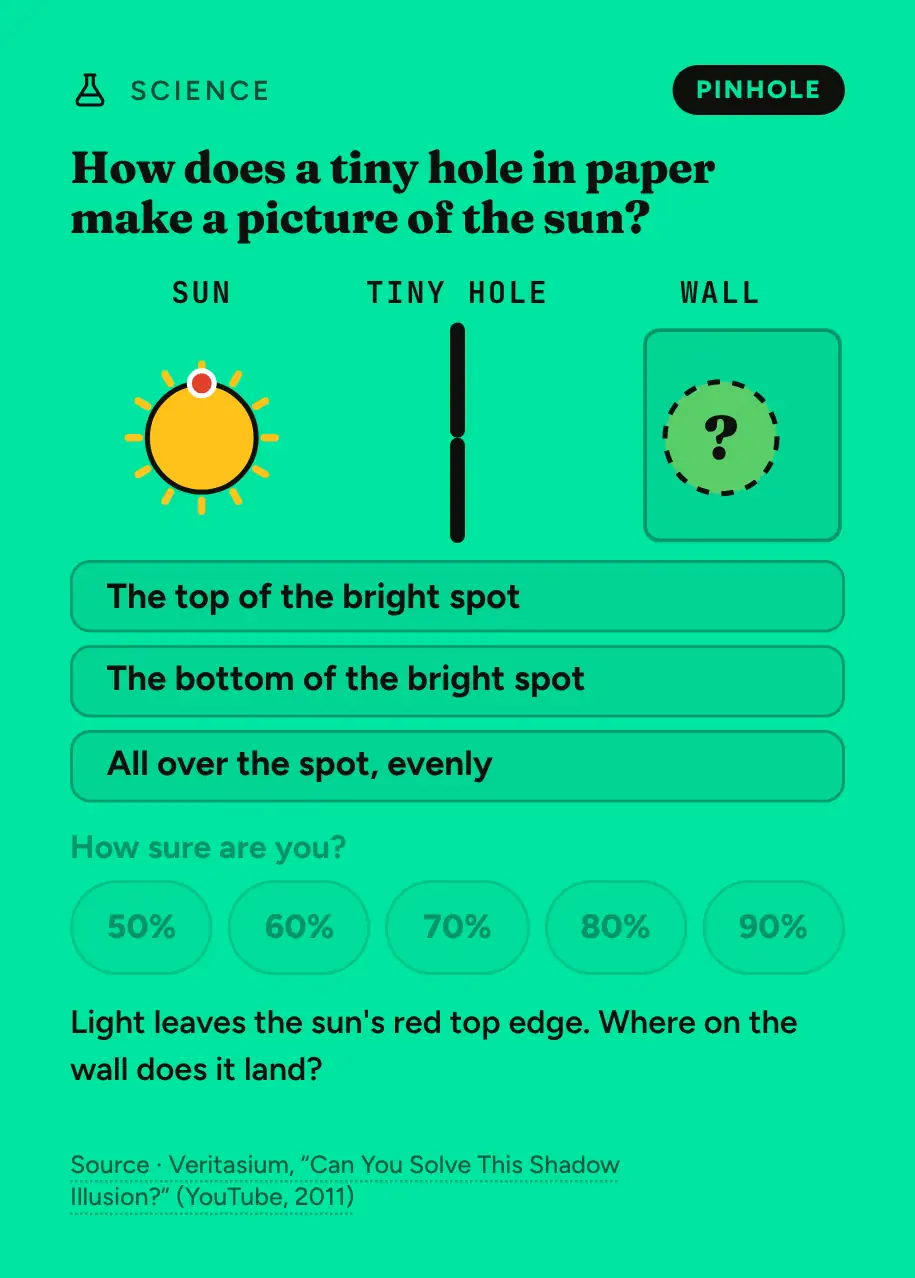 SCIENCE
PINHOLE
How does a tiny hole in paper
make a picture of the sun?
SUN
TINY HOLE
WALL
?
The top of the bright spot
The bottom of the bright spot
All over the spot, evenly
How sure are you?
50%
60%
70%
80%
90%
Light leaves the sun's red top edge. Where on the
wall does it land?
Source · Veritasium, “Can You Solve This Shadow
Illusion?” (YouTube, 2011)